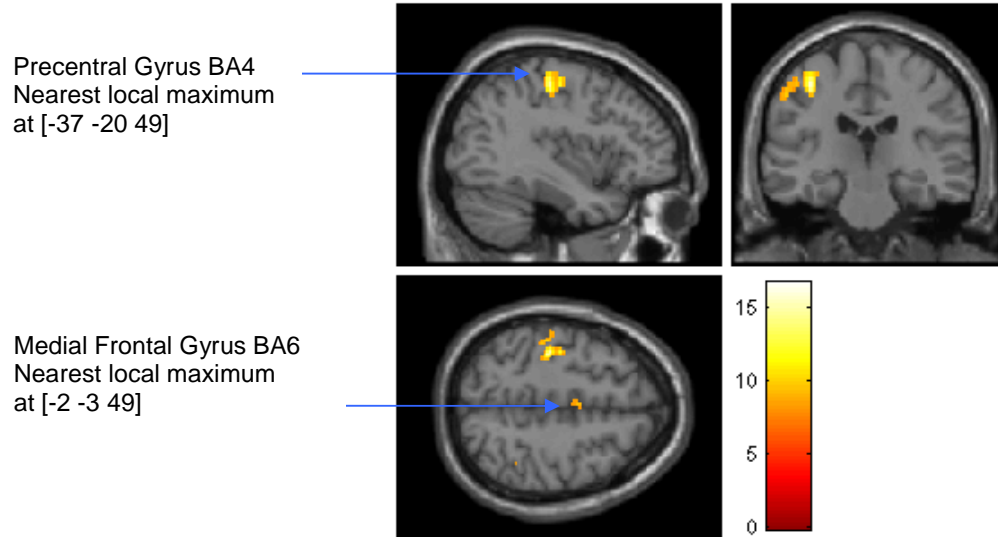 Precentral Gyrus BA4
Nearest local maximum
at [-37 -20 49]
Medial Frontal Gyrus BA6
Nearest local maximum
at [-2 -3 49]
15
10
5
0